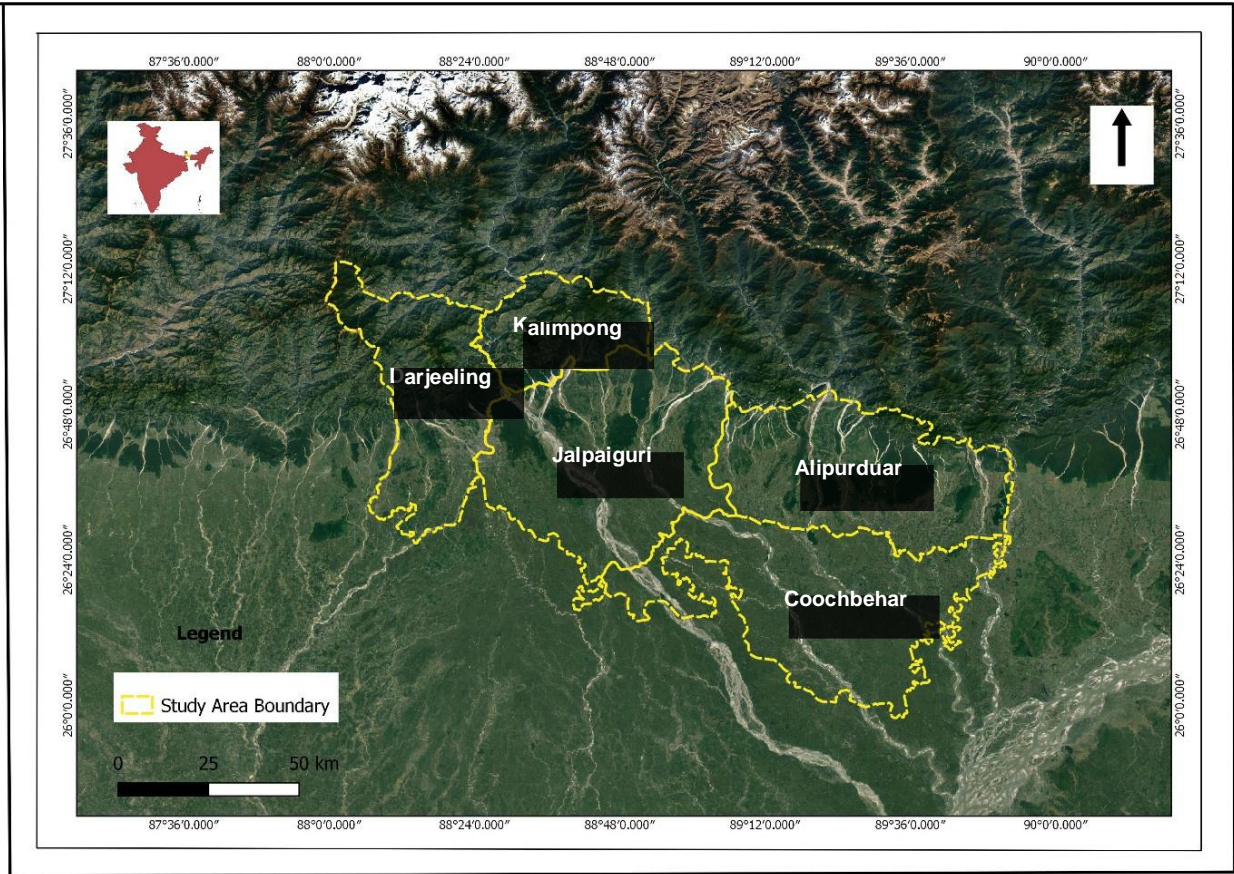 87°36′0.000″ 88°0′0.000″ 88°24′0.000″ 88°48′0.000″ 89°12′0.000″ 89°36′0.000″ 90°0′0.000″
27°36′0.000″ 27°36′0.000″
27°12′0.000″ 27°12′0.000″
Kalimpong
Darjeeling
26°48′0.000″ 26°48′0.000″
Jalpaiguri
Alipurduar
26°24′0.000″ 26°24′0.000″
Coochbehar
Legend
26°0′0.000″ 26°0′0.000″
Study Area Boundary
0 25 50 km
87°36′0.000″ 88°0′0.000″ 88°24′0.000″ 88°48′0.000″ 89°12′0.000″ 89°36′0.000″ 90°0′0.000″